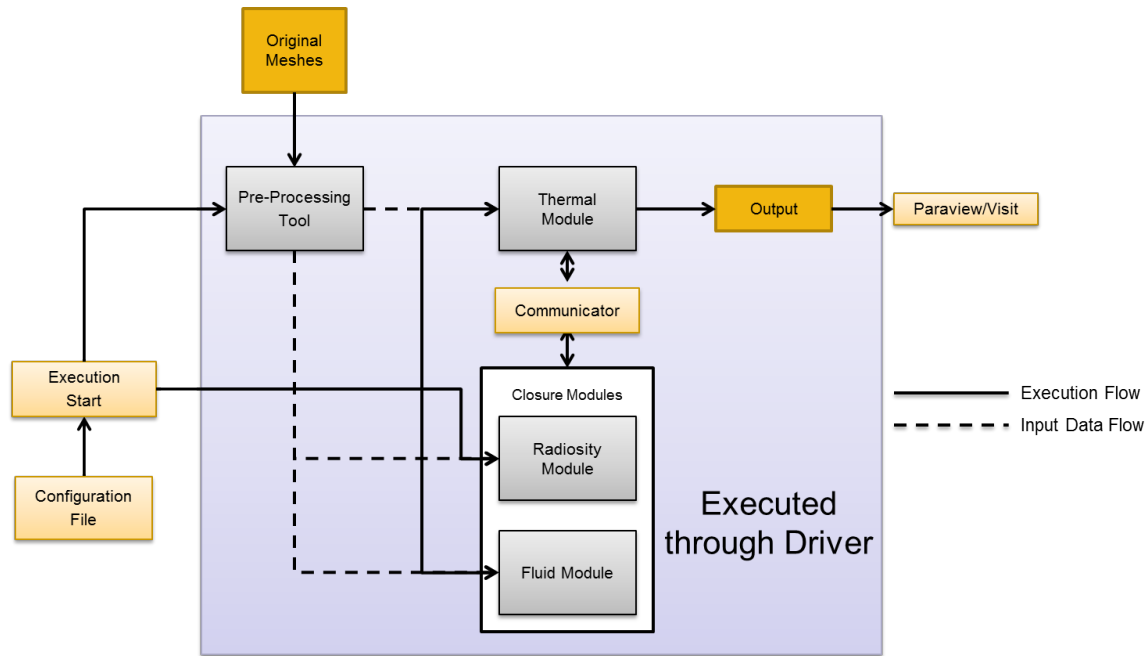 Original
Meshes
Pre-Processing
Tool
Thermal
Module
Output
Paraview/Visit
Communicator
Execution
Start
Closure Modules
Radiosity
Module
Configuration
File
Fluid Module
Executed
through Driver
Execution Flow
Input Data Flow